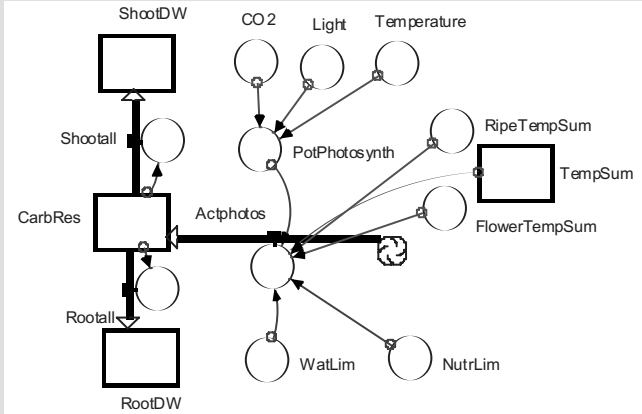 ShootDW
CO2
Light
Temperature
Shootall
PotPhotosynth
RipeTempSum
TempSum
CarbRes
Actphotos
FlowerTempSum
Rootall
WatLim
NutrLim
RootDW